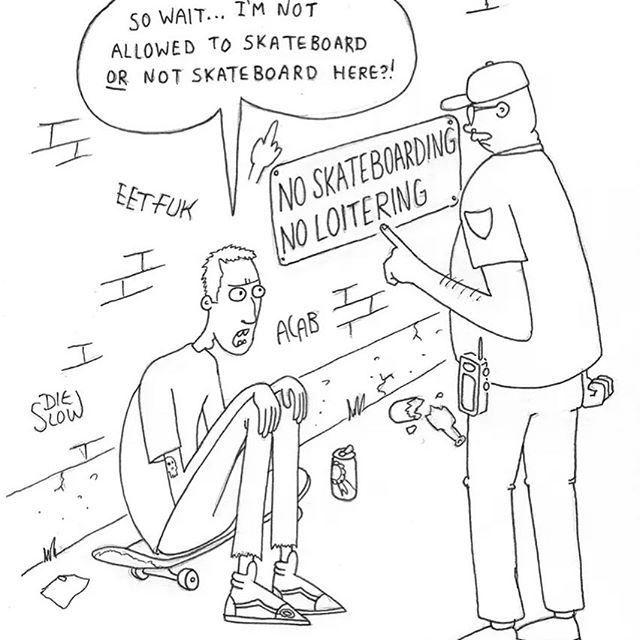 SO WAIT... I'M NOT
ALLOWED TO SKATEBOARD
OR NOT SKATEBOARD HERE?!
NO SKATEBOARDING
NO LOITERING
EETFUK
ACAB
DIE
SLOW